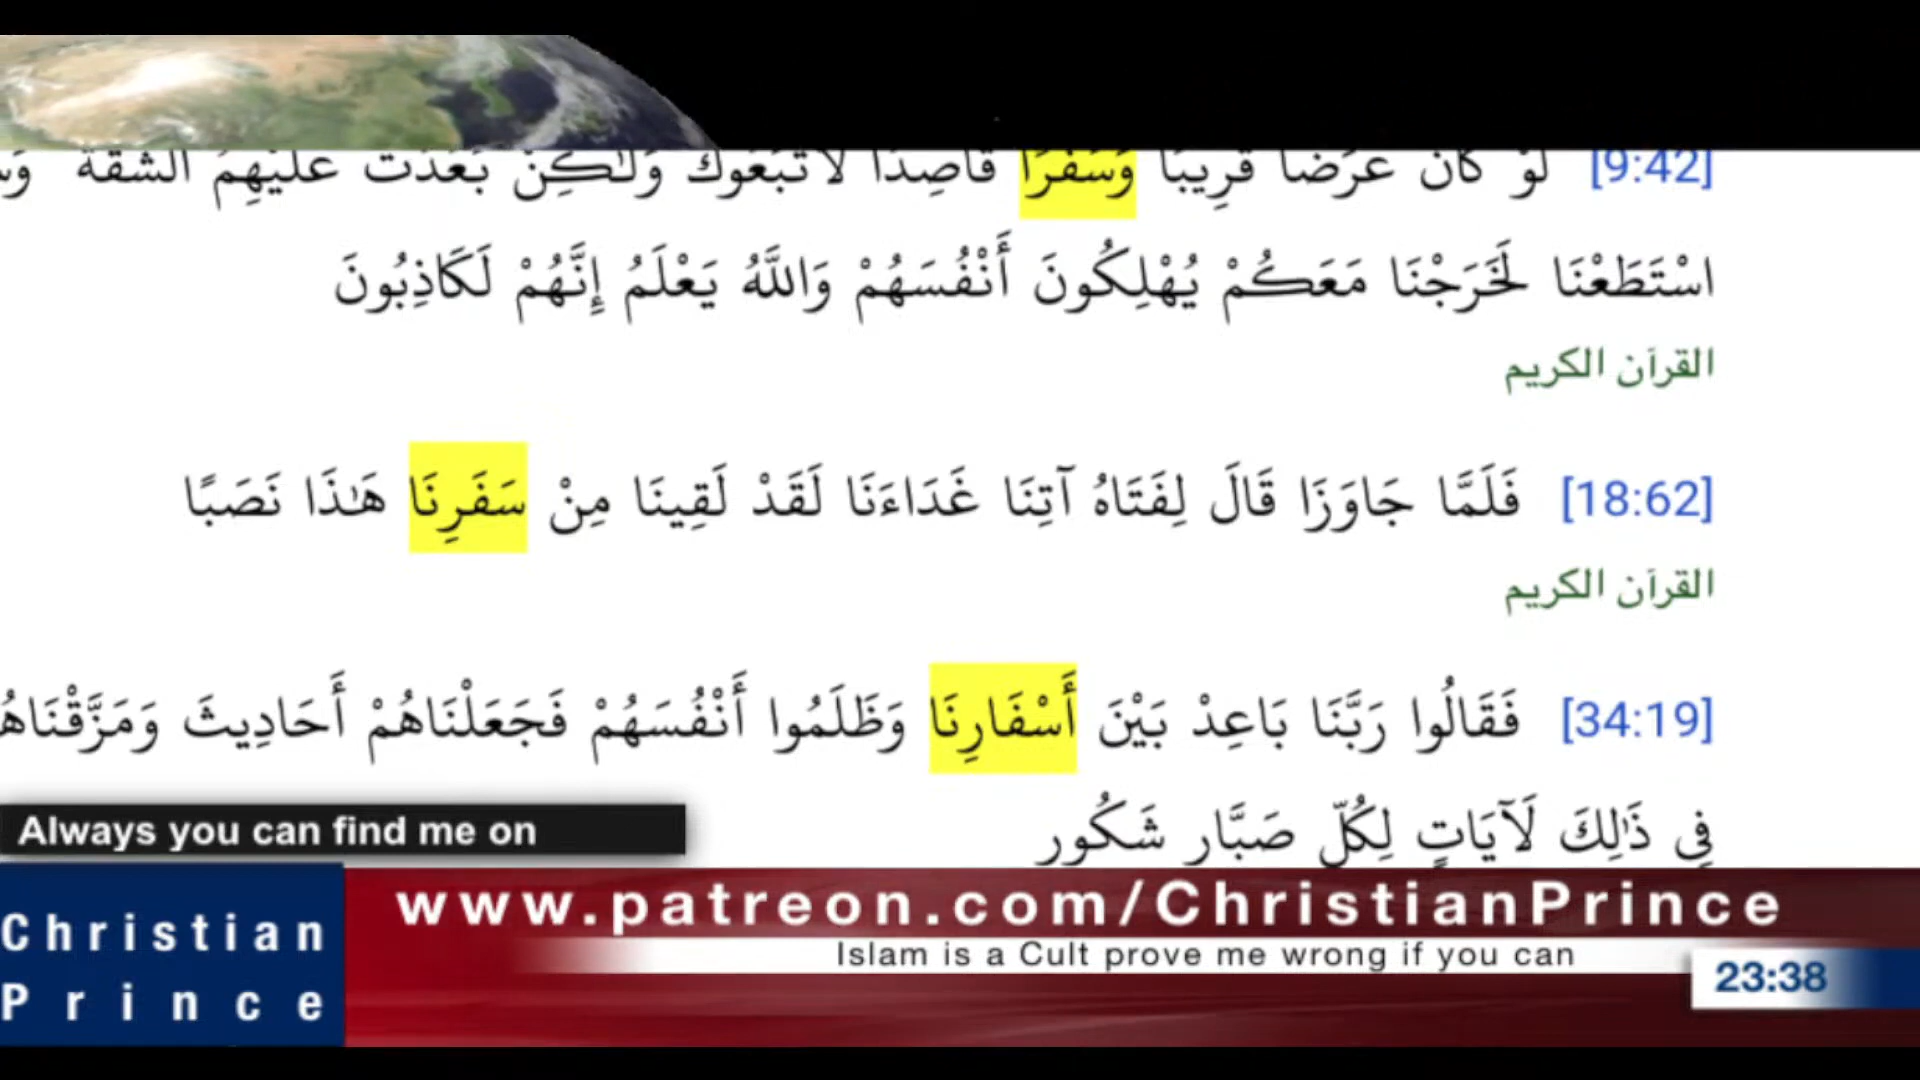 [9:42] لَوْ كَانَ عَرَضًا قَرِيبًا وَسَفَرًا قَاصِدًا لَاتَّبَعُوكَ وَلَٰكِنْ بَعُدَتْ عَلَيْهِمُ الشُّقَّةُ
اسْتَطَعْنَا لَخَرَجْنَا مَعَكُمْ يُهْلِكُونَ أَنْفُسَهُمْ وَاللَّهُ يَعْلَمُ إِنَّهُمْ لَكَاذِبُونَ
القرآن الكريم
[18:62] فَلَمَّا جَاوَزَا قَالَ لِفَتَاهُ آتِنَا غَدَاءَنَا لَقَدْ لَقِينَا مِنْ سَفَرِنَا هَٰذَا نَصَبًا
القرآن الكريم
[34:19] فَقَالُوا رَبَّنَا بَاعِدْ بَيْنَ أَسْفَارِنَا وَظَلَمُوا أَنْفُسَهُمْ فَجَعَلْنَاهُمْ أَحَادِيثَ
فِي ذَٰلِكَ لَآيَاتٍ لِكُلِّ صَبَّارٍ شَكُورٍ
Always you can find me on
www.patreon.com/ChristianPrince
Islam is a Cult prove me wrong if you can
Christian
Prince
23:38